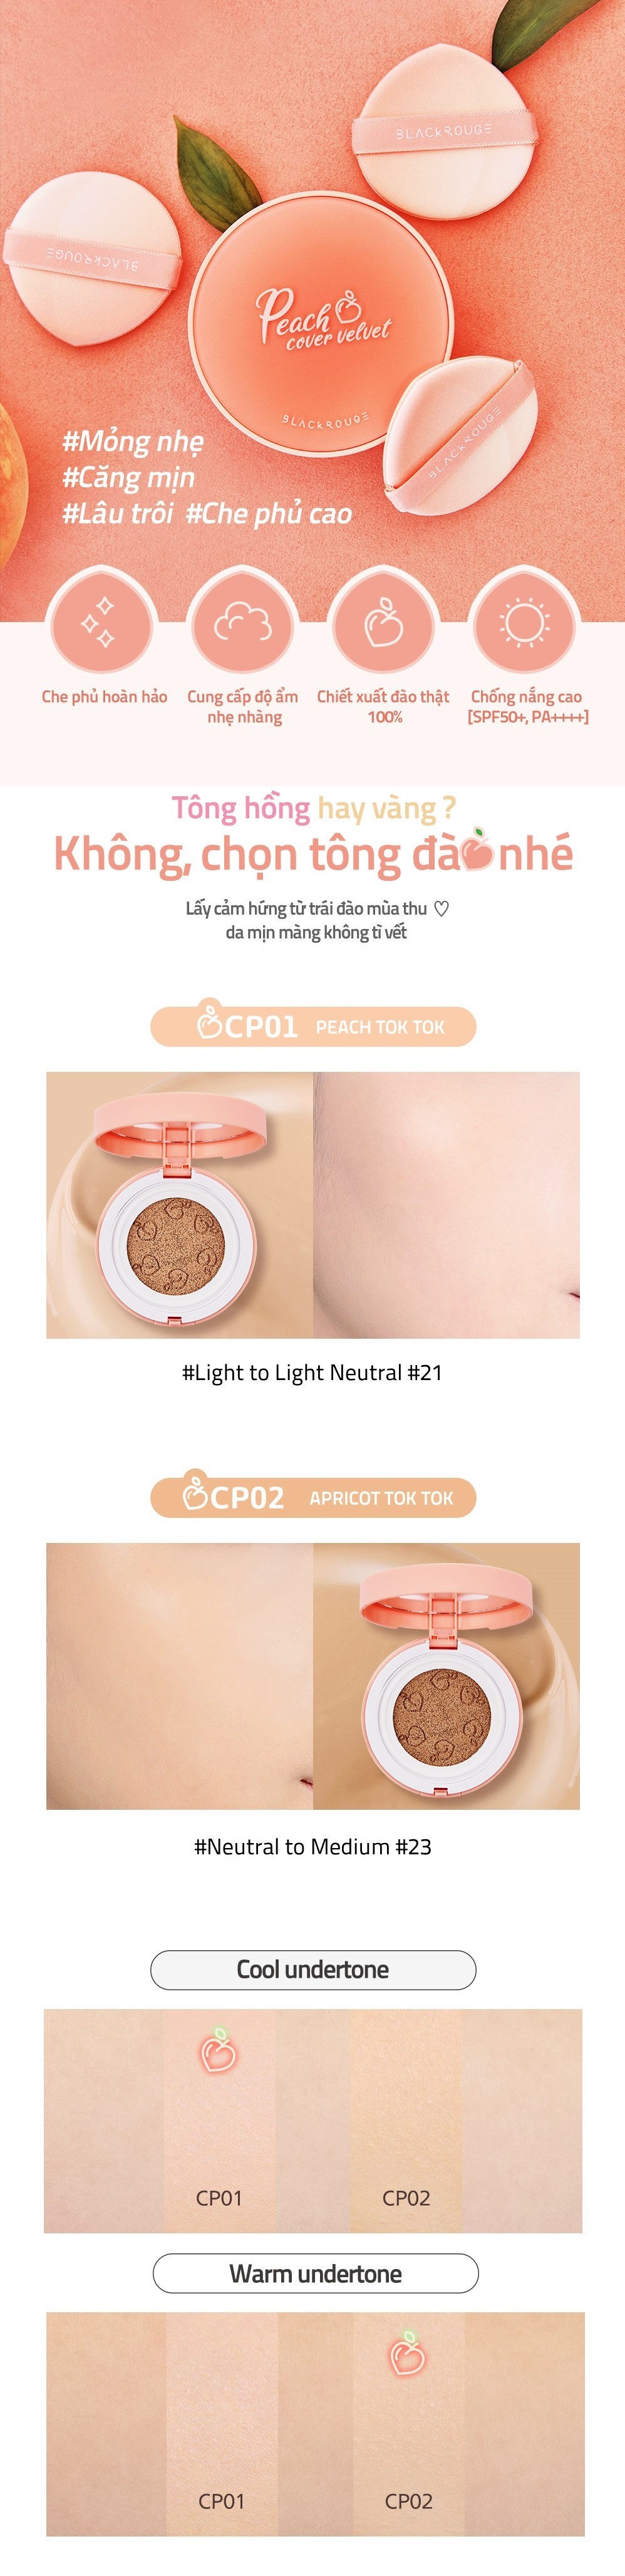 BLACKROUGE
BLACKROUGE
Peach
cover velvet
BLACKROUGE
BLACKROUGE
#Mỏng nhẹ
#Căng mịn
#Lâu trôi #Che phủ cao
Che phủ hoàn hảo
Cung cấp độ ẩm
nhẹ nhàng
Chiết xuất đào thật
100%
Chống nắng cao
[SPF50+, PA++++]
Tông hồng hay vàng ?
Không, chọn tông đà nhé
Lấy cảm hứng từ trái đào mùa thu ♡
da mịn màng không tì vết
CP01 PEACH TOK TOK
#Light to Light Neutral #21
CP02 APRICOT TOK TOK
#Neutral to Medium #23
Cool undertone
CP01
CP02
Warm undertone
CP01
CP02